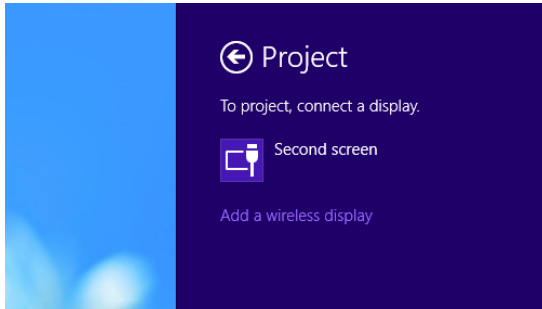 Project
To project, connect a display.
Second screen
Add a wireless display